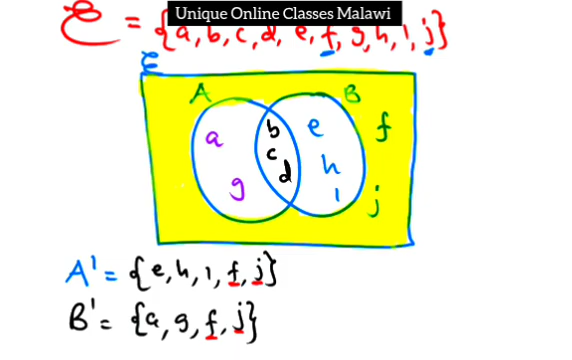 Unique Online Classes Malawi
ℰ = {a, b, c, d, e, f, g, h, i, j}
ℰ
A B
a b e f
c
g d h
i j
A' = {e, h, i, f, j}
B' = {a, g, f, j}